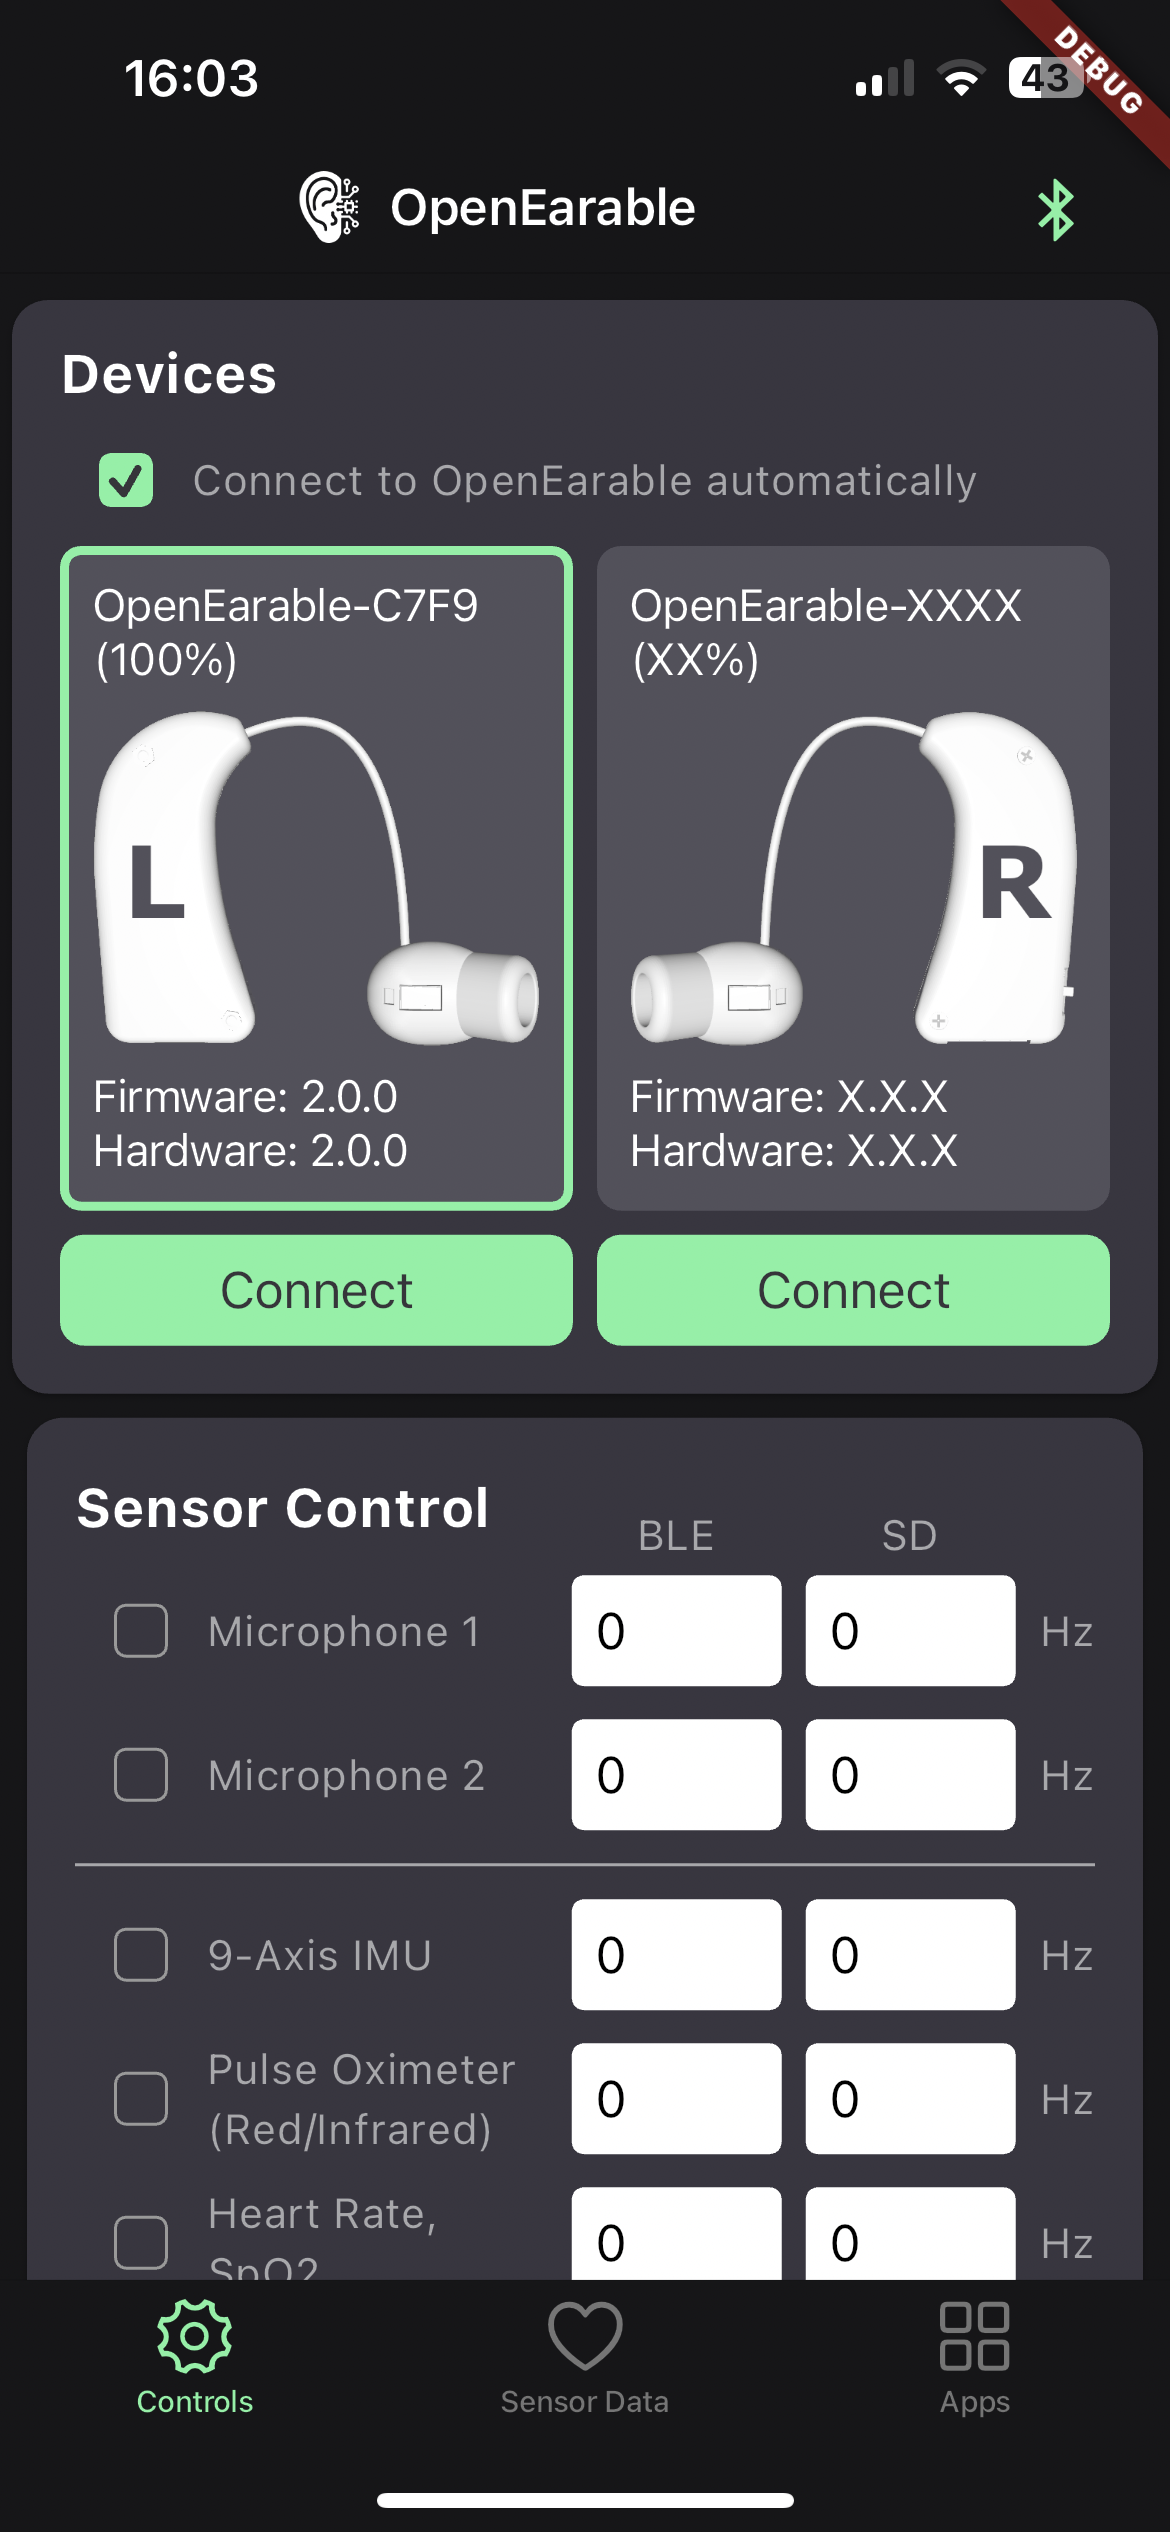 16:03
43
DEBUG
OpenEarable
Devices
Connect to OpenEarable automatically
OpenEarable-C7F9
(100%)
L
Firmware: 2.0.0
Hardware: 2.0.0
Connect
OpenEarable-XXXX
(XX%)
R
Firmware: X.X.X
Hardware: X.X.X
Connect
Sensor Control
BLE SD
Microphone 1 0 0 Hz
Microphone 2 0 0 Hz
9-Axis IMU 0 0 Hz
Pulse Oximeter
(Red/Infrared) 0 0 Hz
Heart Rate,
SpO2 0 0 Hz
Controls
Sensor Data
Apps